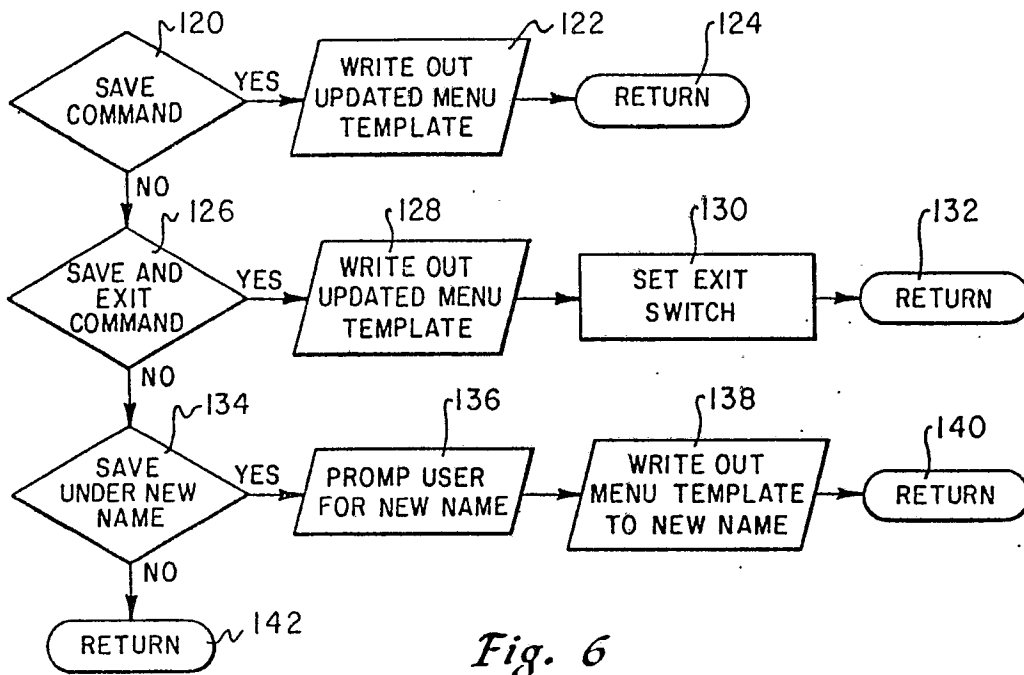 120
SAVE
COMMAND
YES
122
WRITE OUT
UPDATED MENU
TEMPLATE
124
RETURN
NO
126
SAVE AND
EXIT
COMMAND
YES
128
WRITE OUT
UPDATED MENU
TEMPLATE
130
SET EXIT
SWITCH
132
RETURN
NO
134
SAVE
UNDER NEW
NAME
YES
136
PROMP USER
FOR NEW NAME
138
WRITE OUT
MENU TEMPLATE
TO NEW NAME
140
RETURN
NO
RETURN
142
Fig. 6